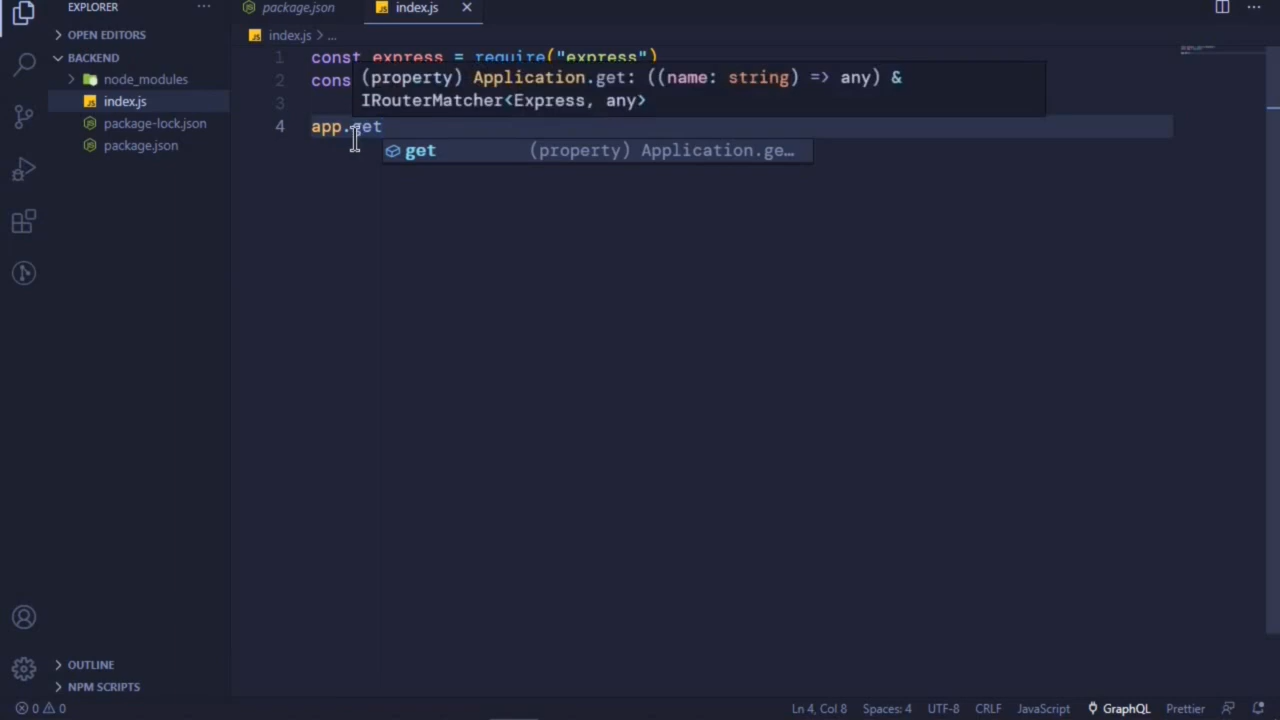 EXPLORER
OPEN EDITORS
BACKEND
node_modules
index.js
package-lock.json
package.json
OUTLINE
NPM SCRIPTS
package.json
index.js
index.js > ...
1 const express = require("express")
2 cons
3
4 app.get
(property) Application.get: ((name: string) => any) &
IRouterMatcher<Express, any>
get (property) Application.ge…
0 0
Ln 4, Col 8 Spaces: 4 UTF-8 CRLF JavaScript GraphQL Prettier